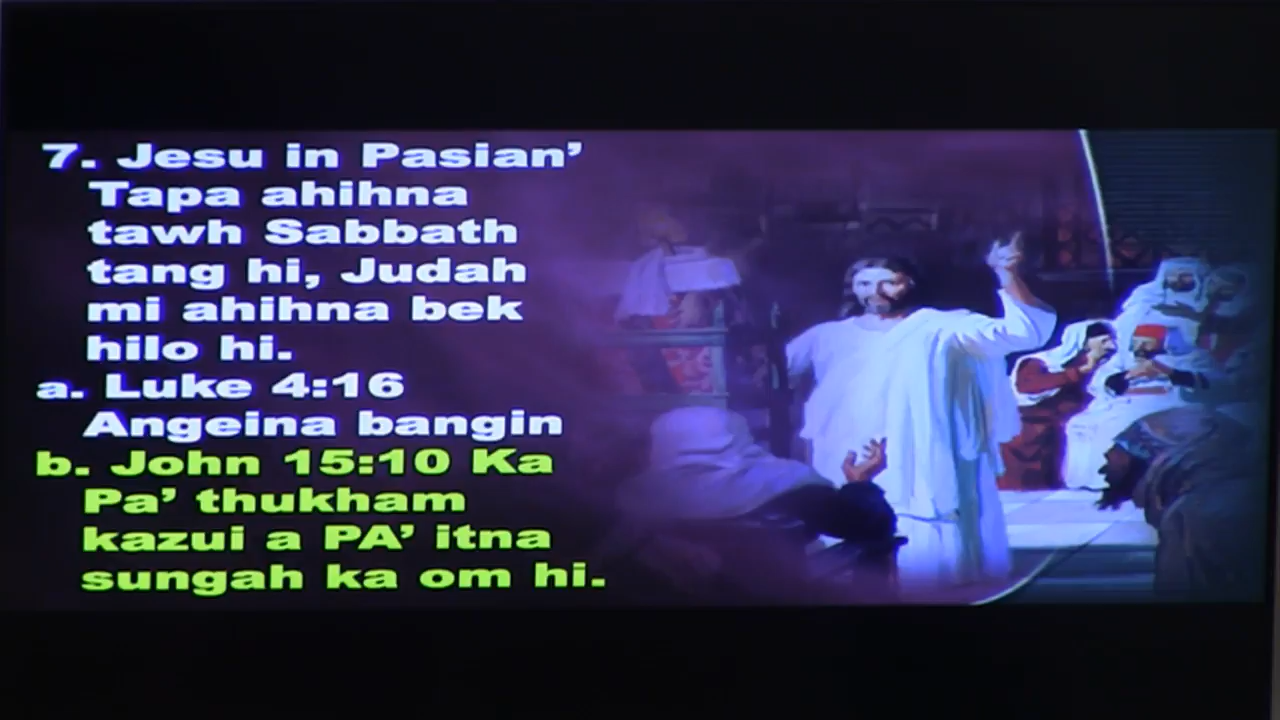 7. Jesu in Pasian’
Tapa ahihna
tawh Sabbath
tang hi, Judah
mi ahihna bek
hilo hi.
a. Luke 4:16
Angeina bangin
b. John 15:10 Ka
Pa’ thukham
kazui a PA’ itna
sungah ka om hi.